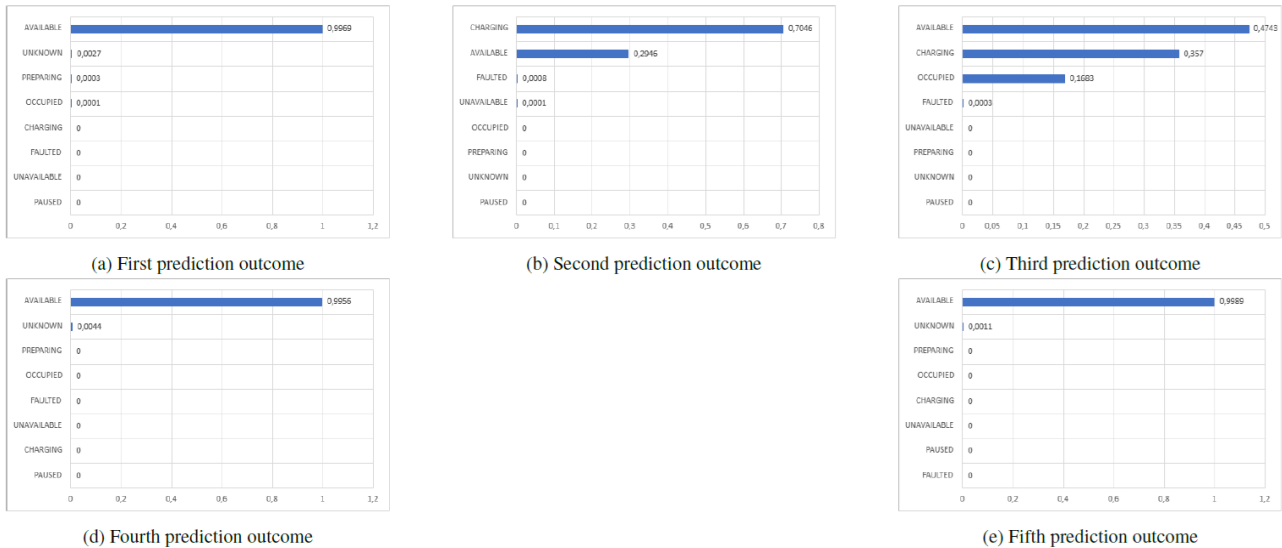 AVAILABLE 0,9969
UNKNOWN 0,0027
PREPARING 0,0003
OCCUPIED 0,0001
CHARGING 0
FAULTED 0
UNAVAILABLE 0
PAUSED 0
0 0,2 0,4 0,6 0,8 1 1,2
(a) First prediction outcome
CHARGING 0,7046
AVAILABLE 0,2946
FAULTED 0,0008
UNAVAILABLE 0,0001
OCCUPIED 0
PREPARING 0
UNKNOWN 0
PAUSED 0
0 0,1 0,2 0,3 0,4 0,5 0,6 0,7 0,8
(b) Second prediction outcome
AVAILABLE 0,4743
CHARGING 0,357
OCCUPIED 0,1683
FAULTED 0,0003
UNAVAILABLE 0
PREPARING 0
UNKNOWN 0
PAUSED 0
0 0,05 0,1 0,15 0,2 0,25 0,3 0,35 0,4 0,45 0,5
(c) Third prediction outcome
AVAILABLE 0,9956
UNKNOWN 0,0044
PREPARING 0
OCCUPIED 0
FAULTED 0
UNAVAILABLE 0
CHARGING 0
PAUSED 0
0 0,2 0,4 0,6 0,8 1 1,2
(d) Fourth prediction outcome
AVAILABLE 0,9989
UNKNOWN 0,0011
PREPARING 0
OCCUPIED 0
CHARGING 0
UNAVAILABLE 0
PAUSED 0
FAULTED 0
0 0,2 0,4 0,6 0,8 1 1,2
(e) Fifth prediction outcome